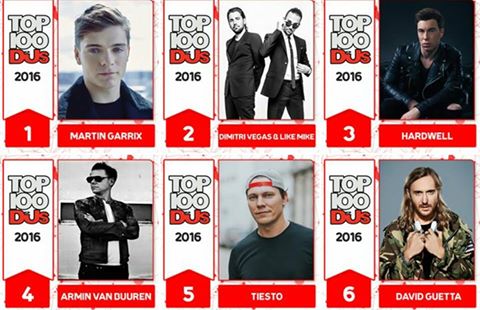 TOP
100
DJs
2016
1
MARTIN GARRIX
TOP
100
DJs
2016
2
DIMITRI VEGAS & LIKE MIKE
TOP
100
DJs
2016
3
HARDWELL
TOP
100
DJs
2016
4
ARMIN VAN BUUREN
TOP
100
DJs
2016
5
TIESTO
TOP
100
DJs
2016
6
DAVID GUETTA